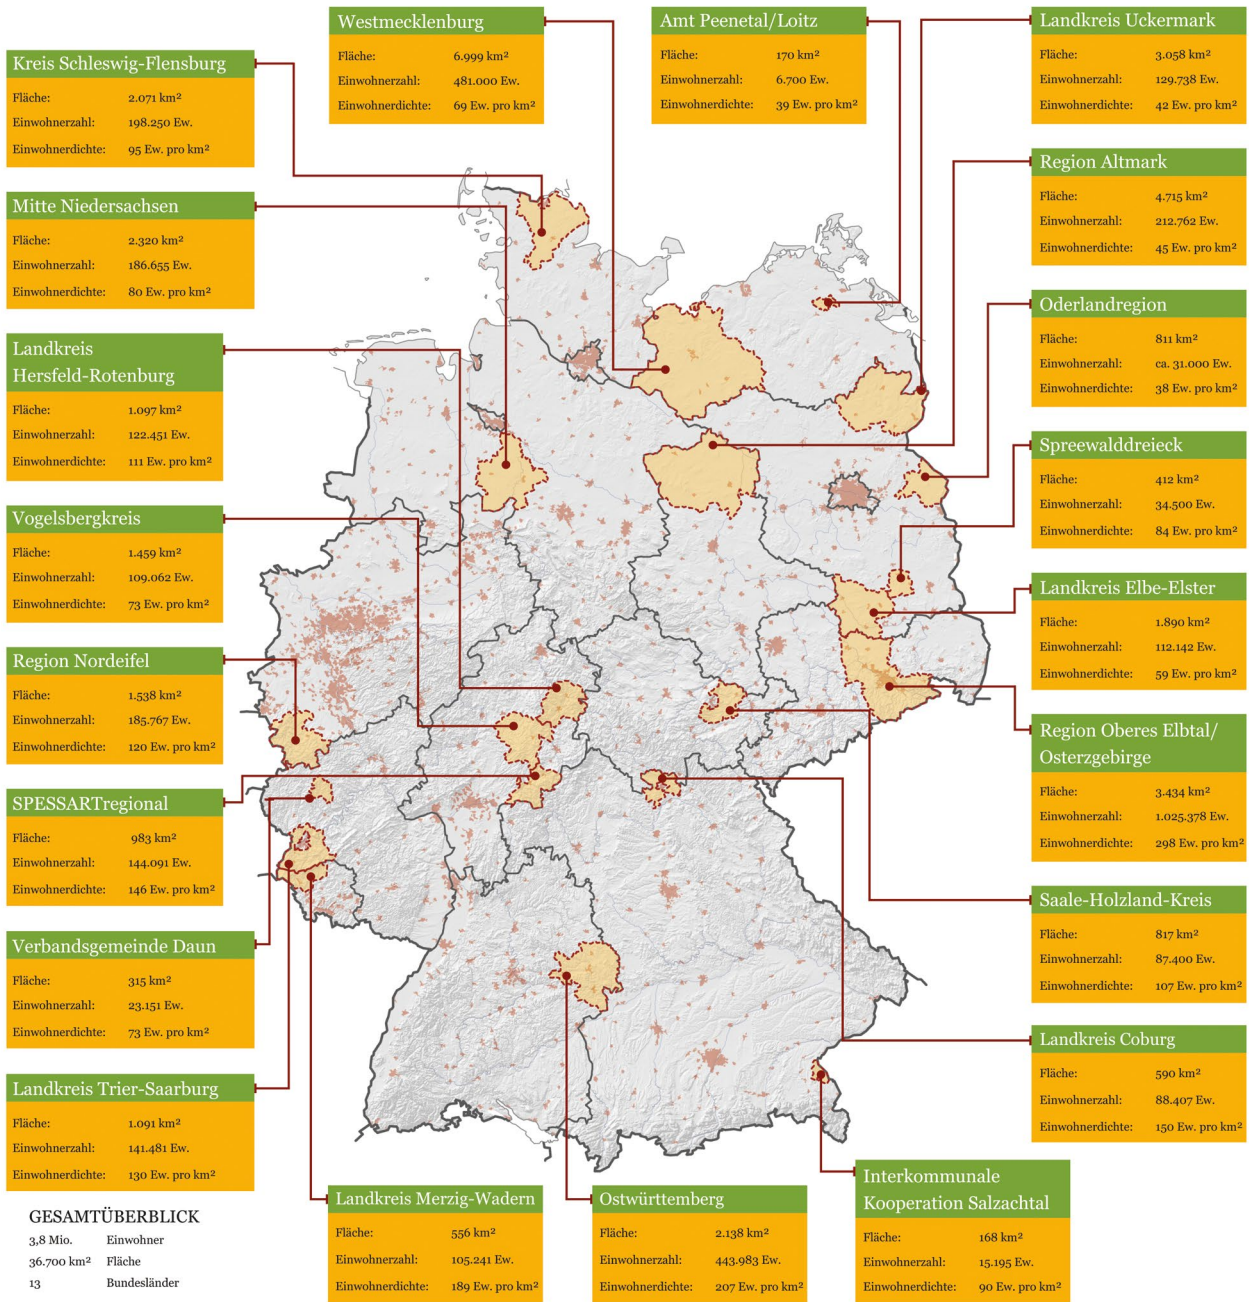 Westmecklenburg
Fläche: 6.999 km²
Einwohnerzahl: 481.000 Ew.
Einwohnerdichte: 69 Ew. pro km²
Amt Peenetal/Loitz
Fläche: 170 km²
Einwohnerzahl: 6.700 Ew.
Einwohnerdichte: 39 Ew. pro km²
Landkreis Uckermark
Fläche: 3.058 km²
Einwohnerzahl: 129.738 Ew.
Einwohnerdichte: 42 Ew. pro km²
Kreis Schleswig-Flensburg
Fläche: 2.071 km²
Einwohnerzahl: 198.250 Ew.
Einwohnerdichte: 95 Ew. pro km²
Region Altmark
Fläche: 4.715 km²
Einwohnerzahl: 212.762 Ew.
Einwohnerdichte: 45 Ew. pro km²
Mitte Niedersachsen
Fläche: 2.320 km²
Einwohnerzahl: 186.655 Ew.
Einwohnerdichte: 80 Ew. pro km²
Oderlandregion
Fläche: 811 km²
Einwohnerzahl: ca. 31.000 Ew.
Einwohnerdichte: 38 Ew. pro km²
Landkreis
Hersfeld-Rotenburg
Fläche: 1.097 km²
Einwohnerzahl: 122.451 Ew.
Einwohnerdichte: 111 Ew. pro km²
Spreewalddreieck
Fläche: 412 km²
Einwohnerzahl: 34.500 Ew.
Einwohnerdichte: 84 Ew. pro km²
Vogelsbergkreis
Fläche: 1.459 km²
Einwohnerzahl: 109.062 Ew.
Einwohnerdichte: 73 Ew. pro km²
Landkreis Elbe-Elster
Fläche: 1.890 km²
Einwohnerzahl: 112.142 Ew.
Einwohnerdichte: 59 Ew. pro km²
Region Nordeifel
Fläche: 1.538 km²
Einwohnerzahl: 185.767 Ew.
Einwohnerdichte: 120 Ew. pro km²
Region Oberes Elbtal/
Osterzgebirge
Fläche: 3.434 km²
Einwohnerzahl: 1.025.378 Ew.
Einwohnerdichte: 298 Ew. pro km²
SPESSARTregional
Fläche: 983 km²
Einwohnerzahl: 144.091 Ew.
Einwohnerdichte: 146 Ew. pro km²
Saale-Holzland-Kreis
Fläche: 817 km²
Einwohnerzahl: 87.400 Ew.
Einwohnerdichte: 107 Ew. pro km²
Verbandsgemeinde Daun
Fläche: 315 km²
Einwohnerzahl: 23.151 Ew.
Einwohnerdichte: 73 Ew. pro km²
Landkreis Coburg
Fläche: 590 km²
Einwohnerzahl: 88.407 Ew.
Einwohnerdichte: 150 Ew. pro km²
Landkreis Trier-Saarburg
Fläche: 1.091 km²
Einwohnerzahl: 141.481 Ew.
Einwohnerdichte: 130 Ew. pro km²
Landkreis Merzig-Wadern
Fläche: 556 km²
Einwohnerzahl: 105.241 Ew.
Einwohnerdichte: 189 Ew. pro km²
Ostwürttemberg
Fläche: 2.138 km²
Einwohnerzahl: 443.983 Ew.
Einwohnerdichte: 207 Ew. pro km²
Interkommunale
Kooperation Salzachtal
Fläche: 168 km²
Einwohnerzahl: 15.195 Ew.
Einwohnerdichte: 90 Ew. pro km²
GESAMTÜBERBLICK
3,8 Mio. Einwohner
36.700 km² Fläche
13 Bundesländer